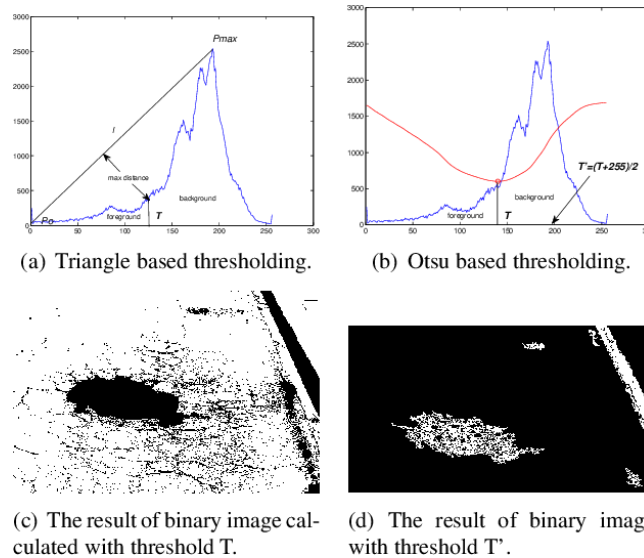 3000
2500
2000
1500
1000
500
0
0 50 100 150 200 250 300
Pmax
l
max distance
Po
foreground
T
background
3000
2500
2000
1500
1000
500
0
0 50 100 150 200 250 300
T'=(T+255)/2
background
foreground
T
(a) Triangle based thresholding.
(b) Otsu based thresholding.
(c) The result of binary image cal-
culated with threshold T.
(d) The result of binary imag
with threshold T’.